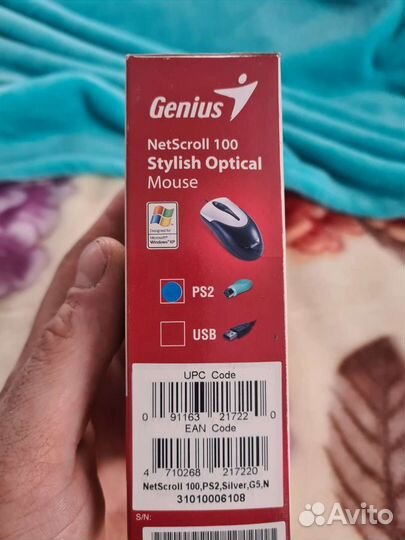 Genius
NetScroll 100
Stylish Optical
Mouse
Designed for
Microsoft
Windows XP
PS2
USB
UPC Code
0 91163 21722 0
EAN Code
4 710268 217220
NetScroll 100,PS2,Silver,G5,N
31010006108
S/N:
Avito